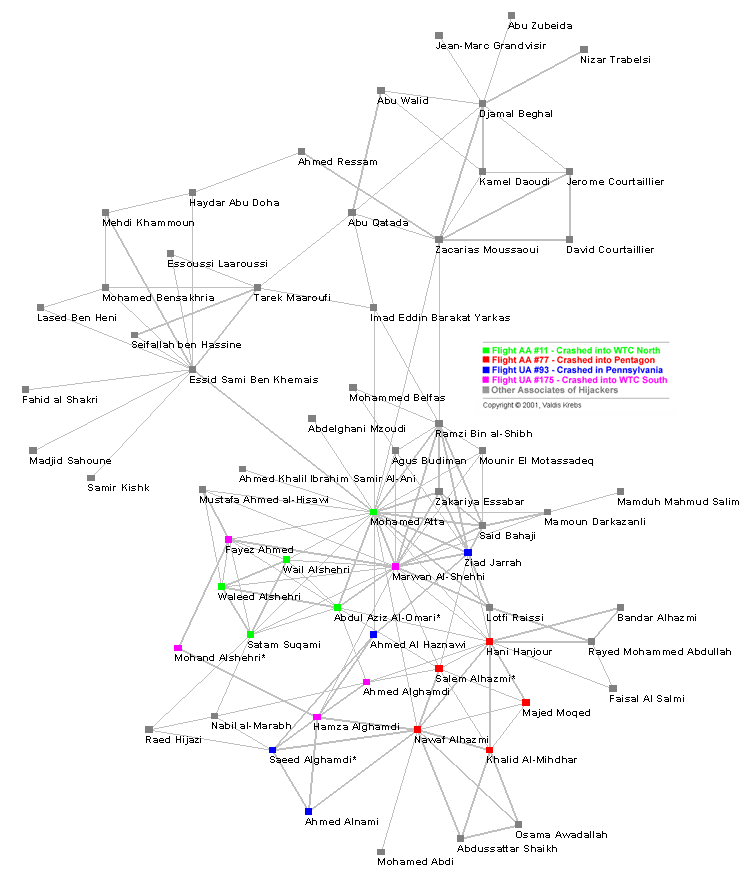 Abu Zubeida
Jean-Marc Grandvisir
Nizar Trabelsi
Abu Walid
Djamal Beghal
Ahmed Ressam
Kamel Daoudi
Jerome Courtaillier
Haydar Abu Doha
Mehdi Khammoun
Abu Qatada
Zacarias Moussaoui
David Courtaillier
Essoussi Laaroussi
Mohamed Bensakhria
Tarek Maaroufi
Lased Ben Heni
Imad Eddin Barakat Yarkas
Seifallah ben Hassine
Flight AA #11 - Crashed into WTC North
Flight AA #77 - Crashed into Pentagon
Flight UA #93 - Crashed in Pennsylvania
Flight UA #175 - Crashed into WTC South
Other Associates of Hijackers
Copyright © 2001, Valdis Krebs
Essid Sami Ben Khemais
Fahid al Shakri
Mohammed Belfas
Abdelghani Mzoudi
Ramzi Bin al-Shibh
Madjid Sahoune
Agus Budiman
Mounir El Motassadeq
Samir Kishk
Ahmed Khalil Ibrahim Samir Al-Ani
Mustafa Ahmed al-Hisawi
Zakariya Essabar
Mamduh Mahmud Salim
Mohamed Atta
Mamoun Darkazanli
Said Bahaji
Fayez Ahmed
Ziad Jarrah
Wail Alshehri
Marwan Al-Shehhi
Waleed Alshehri
Abdul Aziz Al-Omari*
Lotfi Raissi
Bandar Alhazmi
Satam Suqami
Ahmed Al Haznawi
Hani Hanjour
Rayed Mohammed Abdullah
Mohand Alshehri*
Salem Alhazmi*
Ahmed Alghamdi
Faisal Al Salmi
Majed Moqed
Nabil al-Marabh
Hamza Alghamdi
Raed Hijazi
Nawaf Alhazmi
Saeed Alghamdi*
Khalid Al-Mihdhar
Ahmed Alnami
Osama Awadallah
Abdussattar Shaikh
Mohamed Abdi